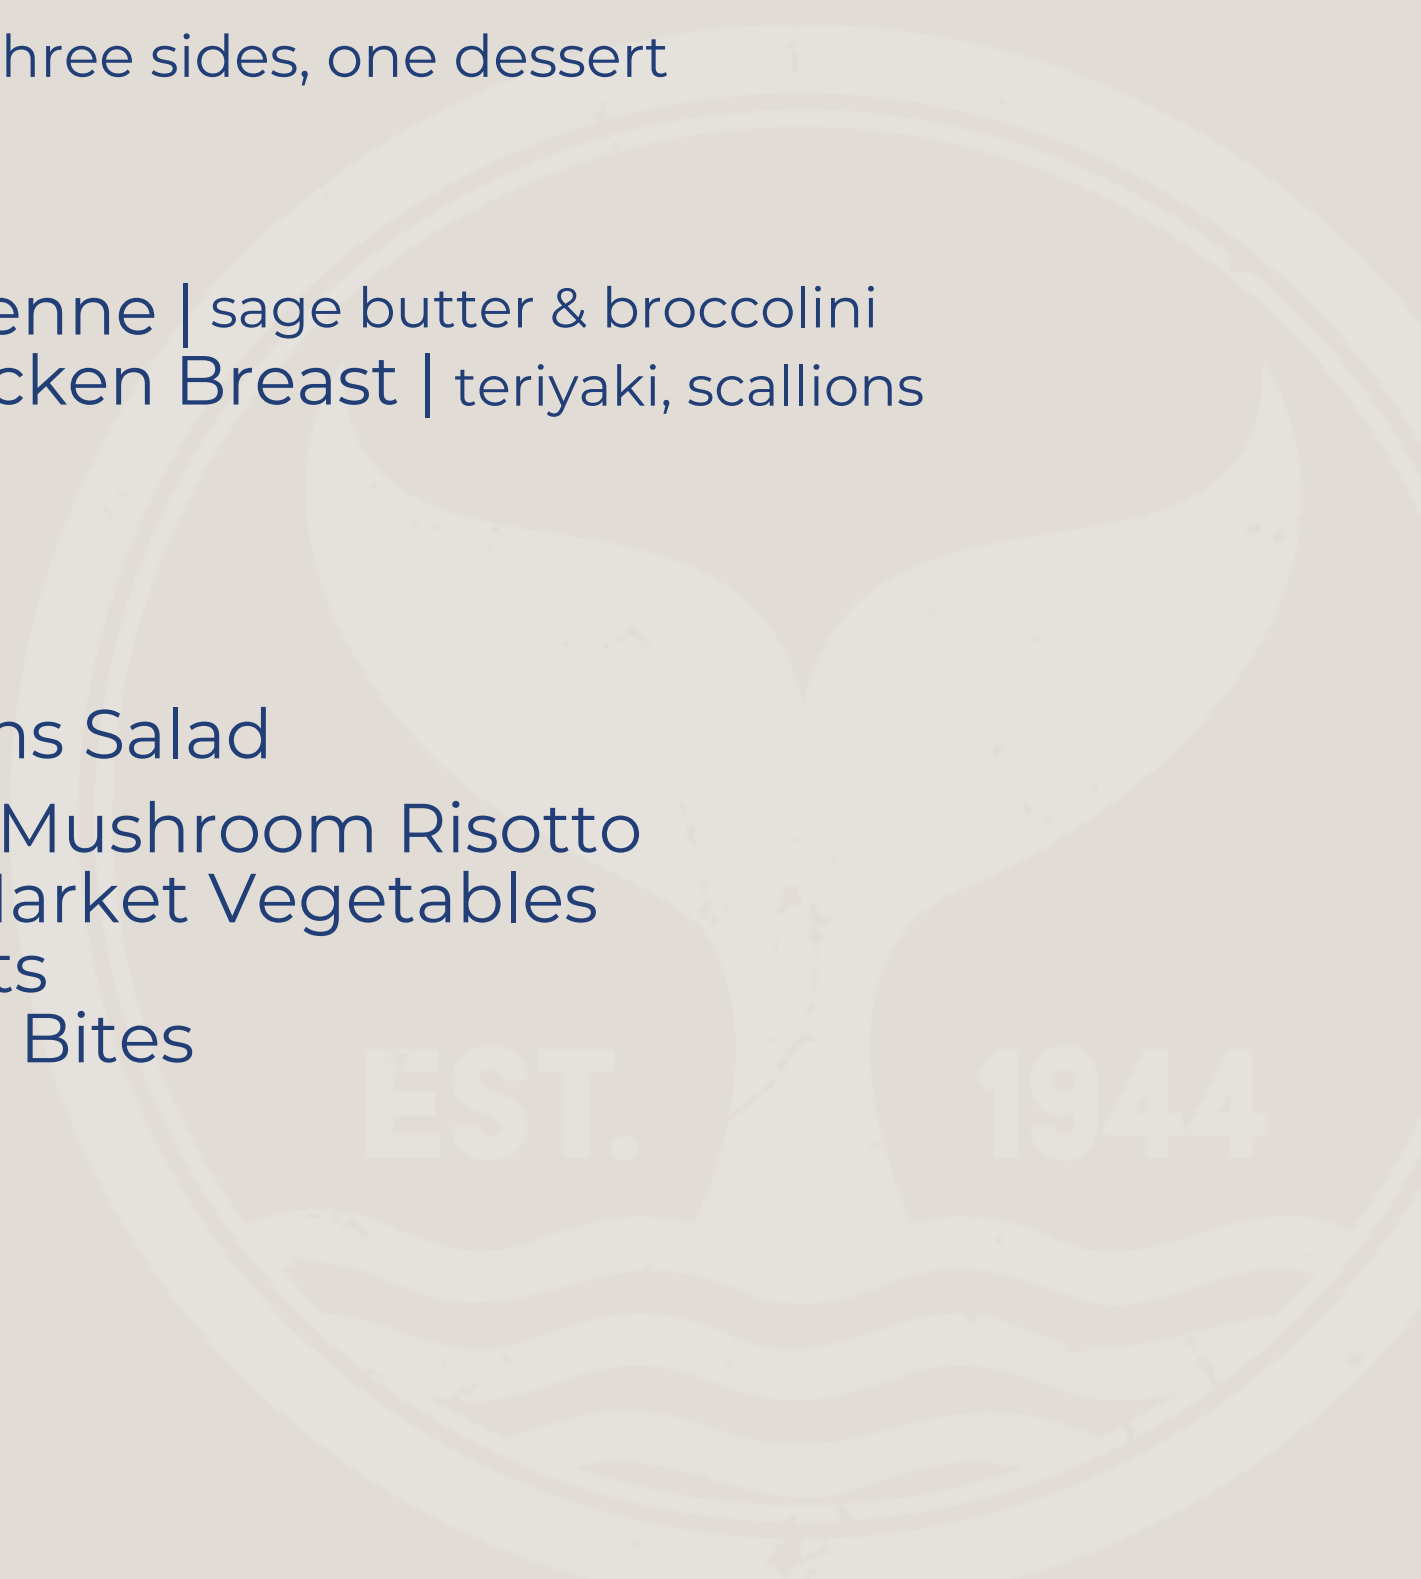 hree sides, one dessert
enne | sage butter & broccolini
cken Breast | teriyaki, scallions
ns Salad
Mushroom Risotto
arket Vegetables
ts
Bites
EST. 1944